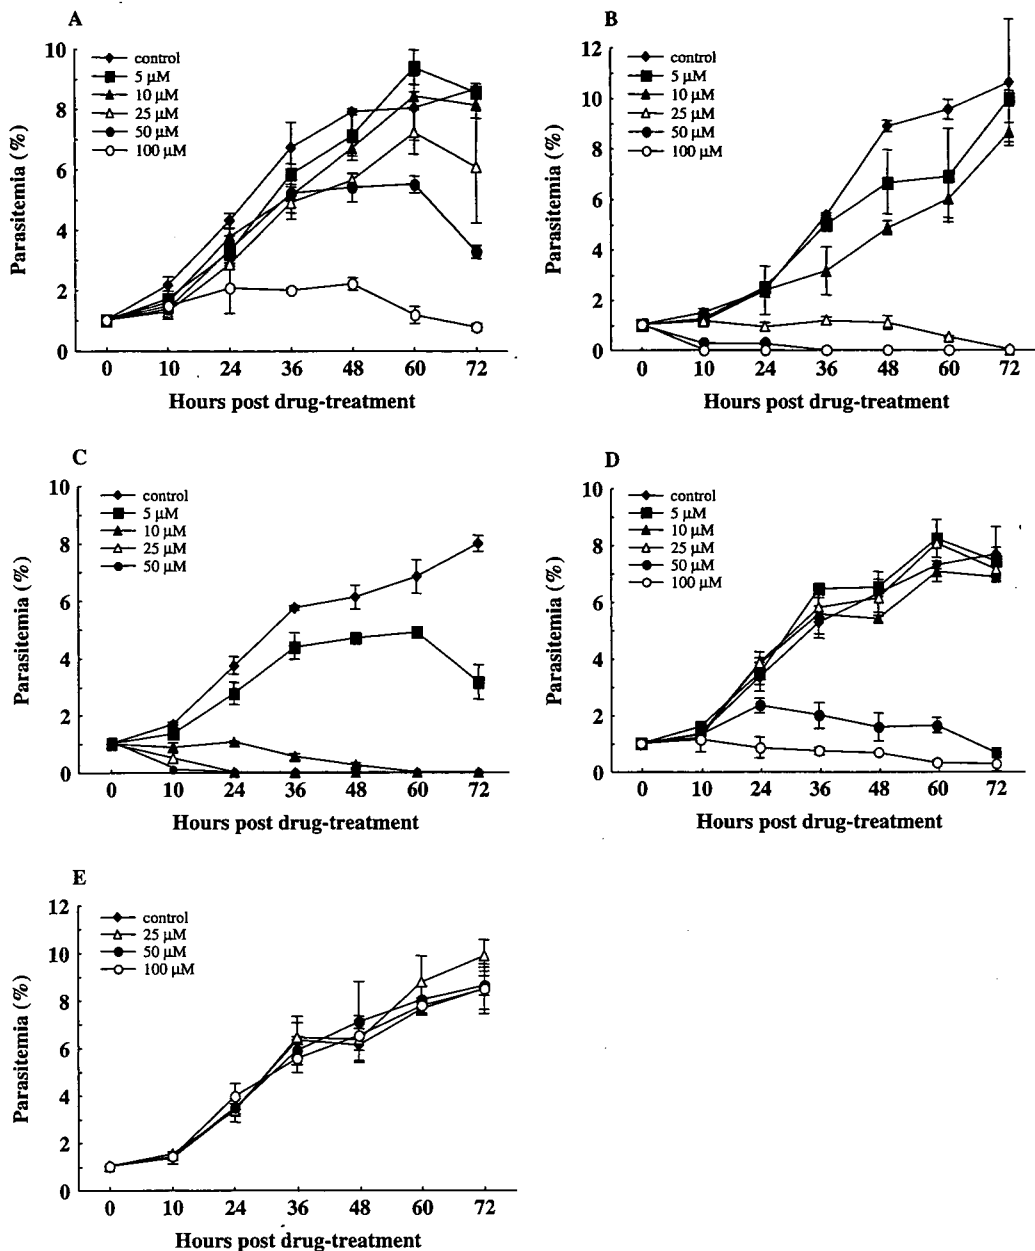 A
10
8
6
4
2
0
Parasitemia (%)
control
5 µM
10 µM
25 µM
50 µM
100 µM
0 10 24 36 48 60 72
Hours post drug-treatment
B
12
10
8
6
4
2
0
Parasitemia (%)
control
5 µM
10 µM
25 µM
50 µM
100 µM
0 10 24 36 48 60 72
Hours post drug-treatment
C
10
8
6
4
2
0
Parasitemia (%)
control
5 µM
10 µM
25 µM
50 µM
0 10 24 36 48 60 72
Hours post drug-treatment
D
10
8
6
4
2
0
Parasitemia (%)
control
5 µM
10 µM
25 µM
50 µM
100 µM
0 10 24 36 48 60 72
Hours post drug-treatment
E
12
10
8
6
4
2
0
Parasitemia (%)
control
25 µM
50 µM
100 µM
0 10 24 36 48 60 72
Hours post drug-treatment